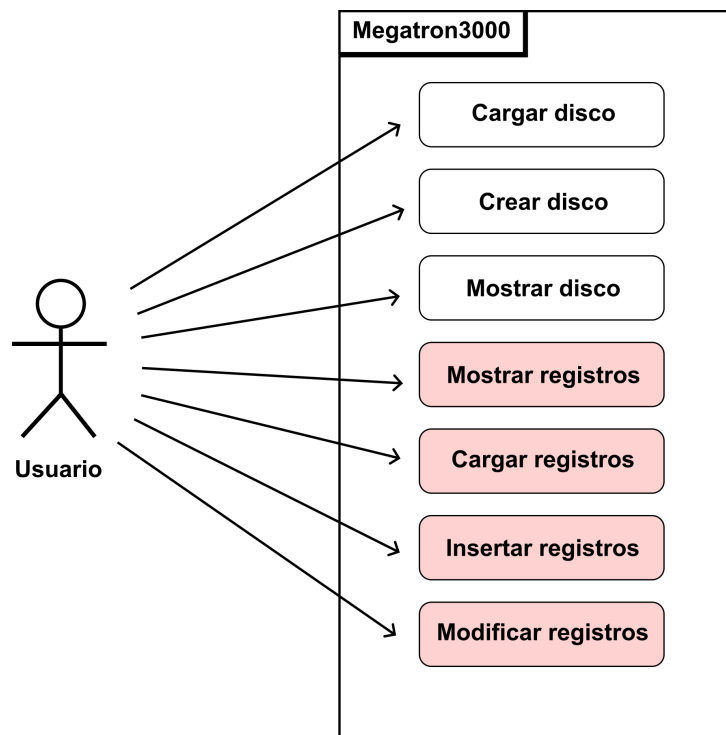 Megatron3000
Cargar disco
Crear disco
Mostrar disco
Mostrar registros
Cargar registros
Usuario
Insertar registros
Modificar registros